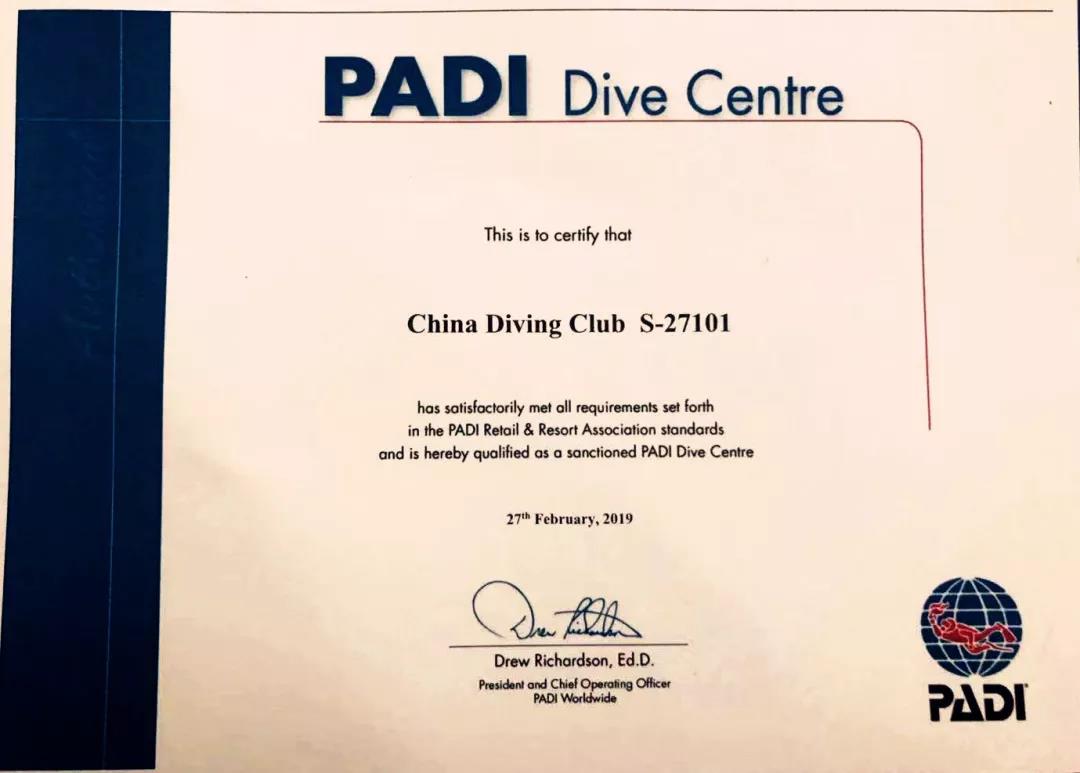 PADI Dive Centre
This is to certify that
China Diving Club S-27101
has satisfactorily met all requirements set forth
in the PADI Retail & Resort Association standards
and is hereby qualified as a sanctioned PADI Dive Centre
27th February, 2019
Drew Richardson, Ed.D.
President and Chief Operating Officer
PADI Worldwide
PADI